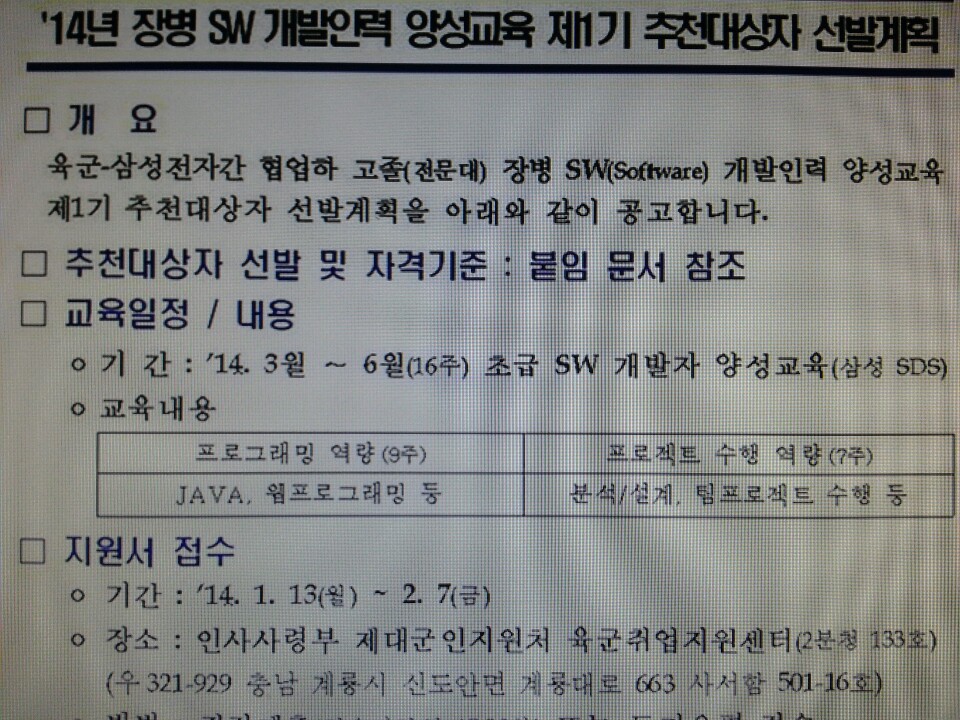 '14년 장병 SW 개발인력 양성교육 제1기 추천대상자 선발계획
□ 개 요
육군-삼성전자간 협업하 고졸(전문대) 장병 SW(Software) 개발인력 양성교육
제1기 추천대상자 선발계획을 아래와 같이 공고합니다.
□ 추천대상자 선발 및 자격기준 : 붙임 문서 참조
□ 교육일정 / 내용
○ 기 간 : '14. 3월 ~ 6월(16주) 초급 SW 개발자 양성교육(삼성 SDS)
○ 교육내용
프로그래밍 역량(9주) 프로젝트 수행 역량(7주)
JAVA, 웹프로그래밍 등 분석/설계, 팀프로젝트 수행 등
□ 지원서 접수
○ 기간 : '14. 1. 13(월) ~ 2. 7(금)
○ 장소 : 인사사령부 제대군인지원처 육군취업지원센터(2분청 133호)
(우 321-929 충남 계룡시 신도안면 계룡대로 663 사서함 501-16호)